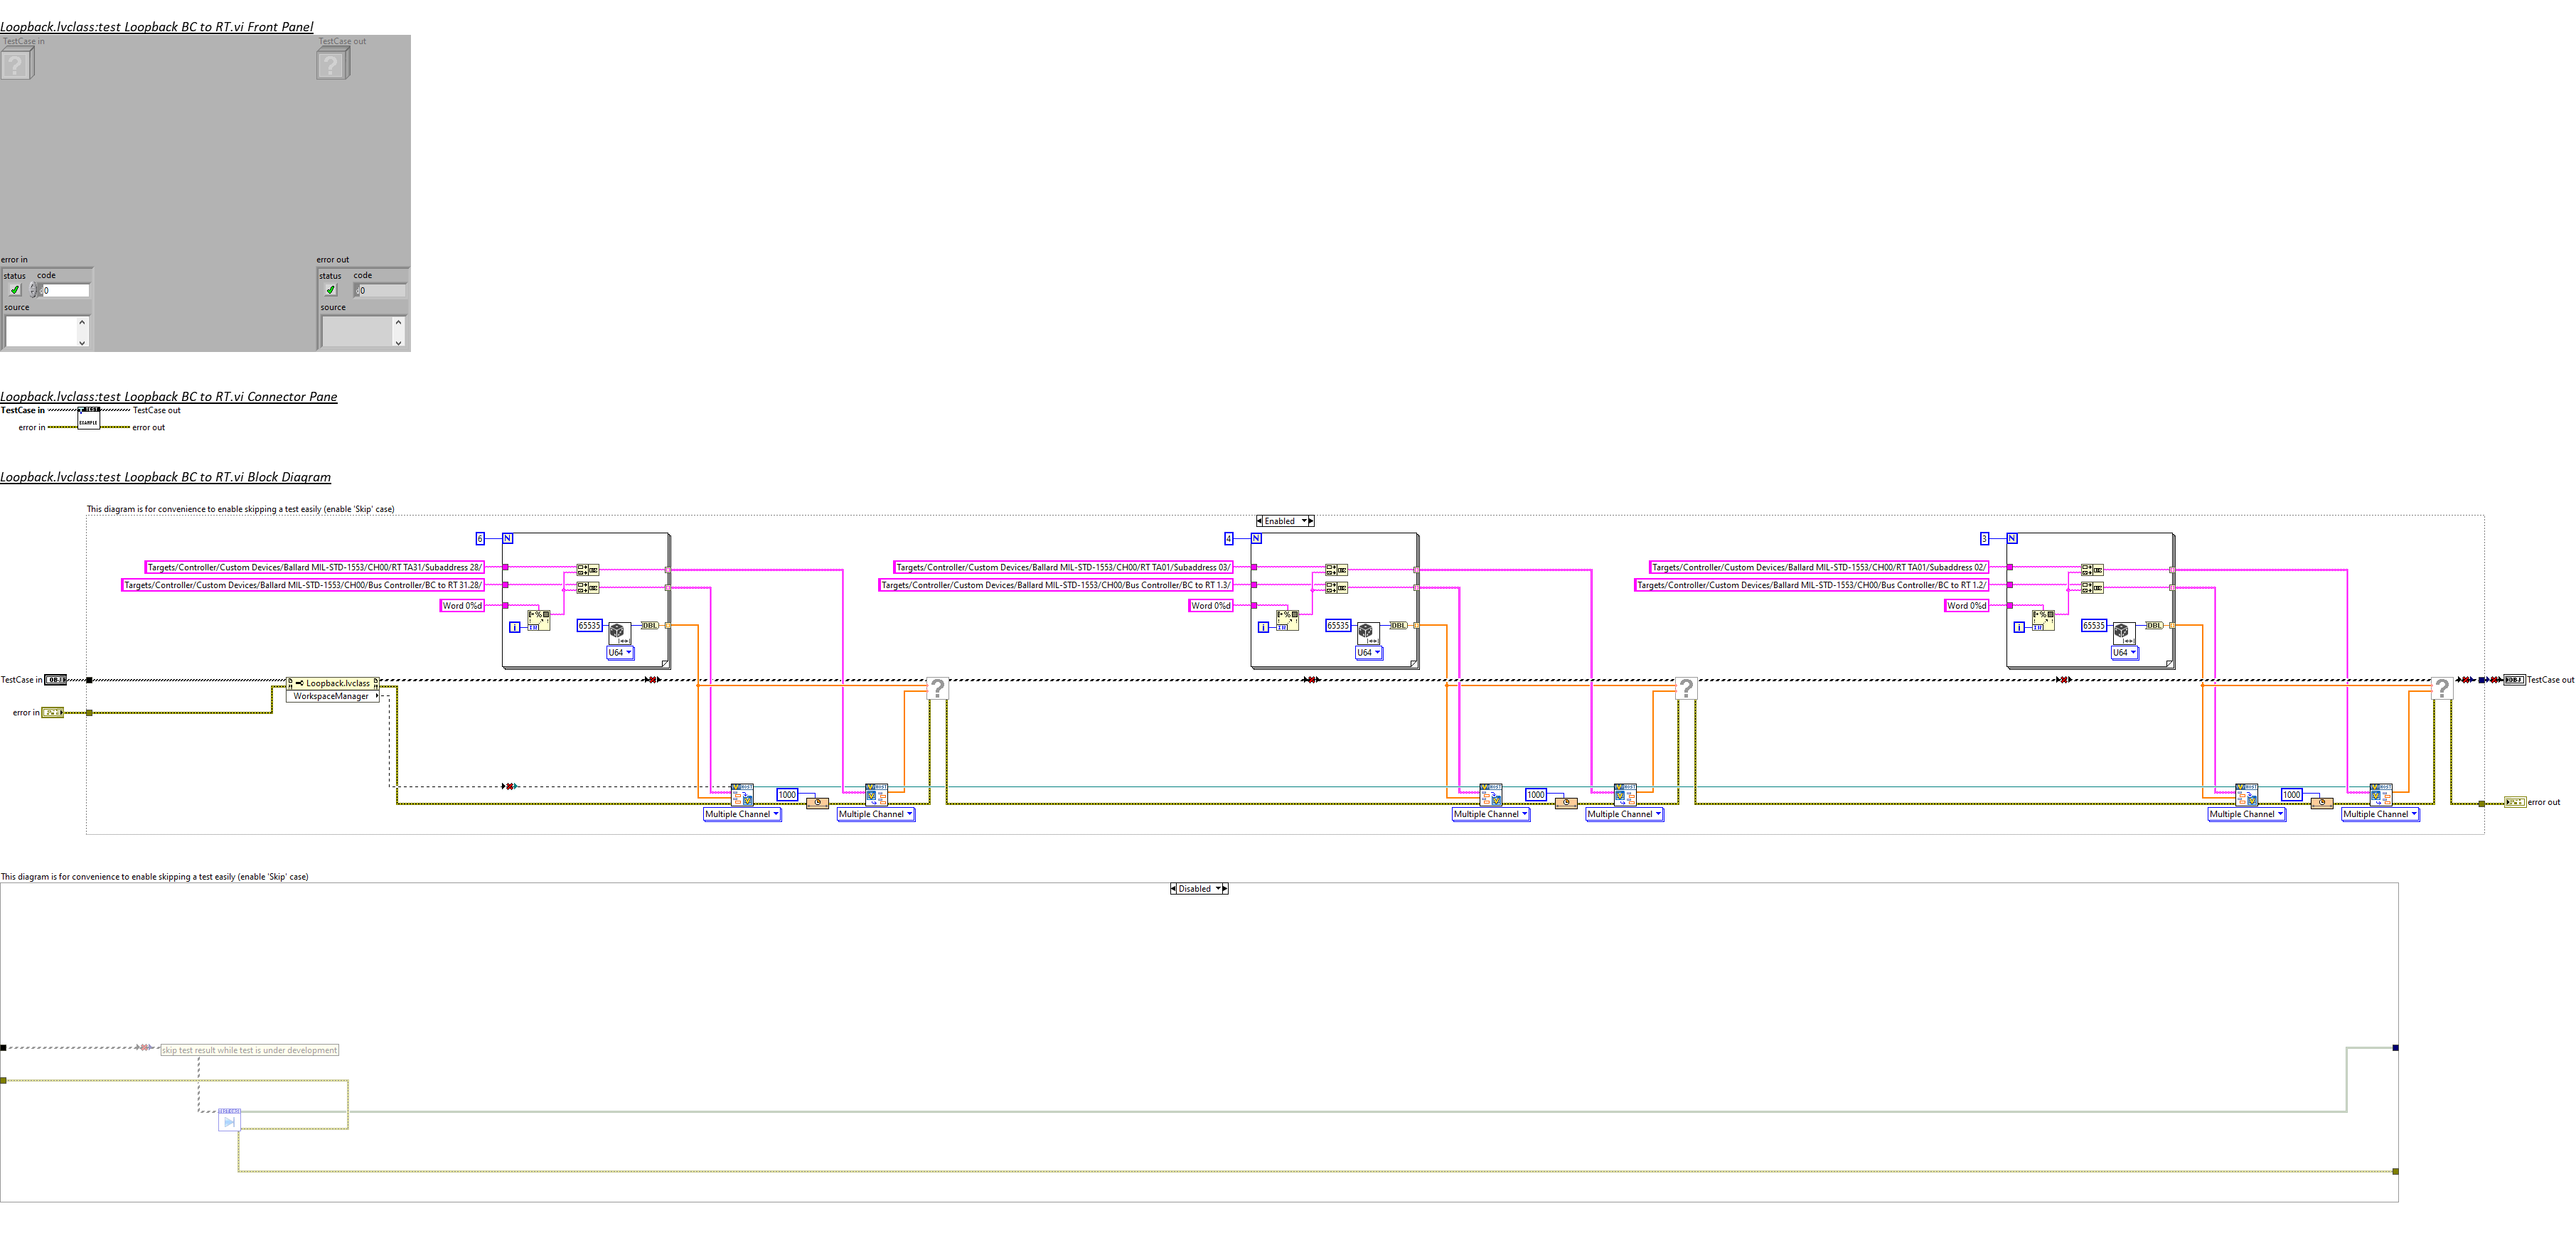 Loopback.lvclass:test Loopback BC to RT.vi Front Panel
TestCase in
TestCase out
error in
error out
status code
status code
0
0
source
source
Loopback.lvclass:test Loopback BC to RT.vi Connector Pane
TestCase in
TEST
TestCase out
error in
EXAMPLE
error out
Loopback.lvclass:test Loopback BC to RT.vi Block Diagram
This diagram is for convenience to enable skipping a test easily (enable 'Skip' case)
Enabled
6
N
Targets/Controller/Custom Devices/Ballard MIL-STD-1553/CH00/RT TA31/Subaddress 28/
Targets/Controller/Custom Devices/Ballard MIL-STD-1553/CH00/Bus Controller/BC to RT 31.28/
Word 0%d
i
65535
DBL
U64
4
N
Targets/Controller/Custom Devices/Ballard MIL-STD-1553/CH00/RT TA01/Subaddress 03/
Targets/Controller/Custom Devices/Ballard MIL-STD-1553/CH00/Bus Controller/BC to RT 1.3/
Word 0%d
i
65535
DBL
U64
3
N
Targets/Controller/Custom Devices/Ballard MIL-STD-1553/CH00/RT TA01/Subaddress 02/
Targets/Controller/Custom Devices/Ballard MIL-STD-1553/CH00/Bus Controller/BC to RT 1.2/
Word 0%d
i
65535
DBL
U64
TestCase in
OBJ
Loopback.lvclass
WorkspaceManager
error in
?
?
?
OBJ
TestCase out
1000
Multiple Channel
Multiple Channel
1000
Multiple Channel
Multiple Channel
1000
Multiple Channel
Multiple Channel
error out
This diagram is for convenience to enable skipping a test easily (enable 'Skip' case)
Disabled
skip test result while test is under development